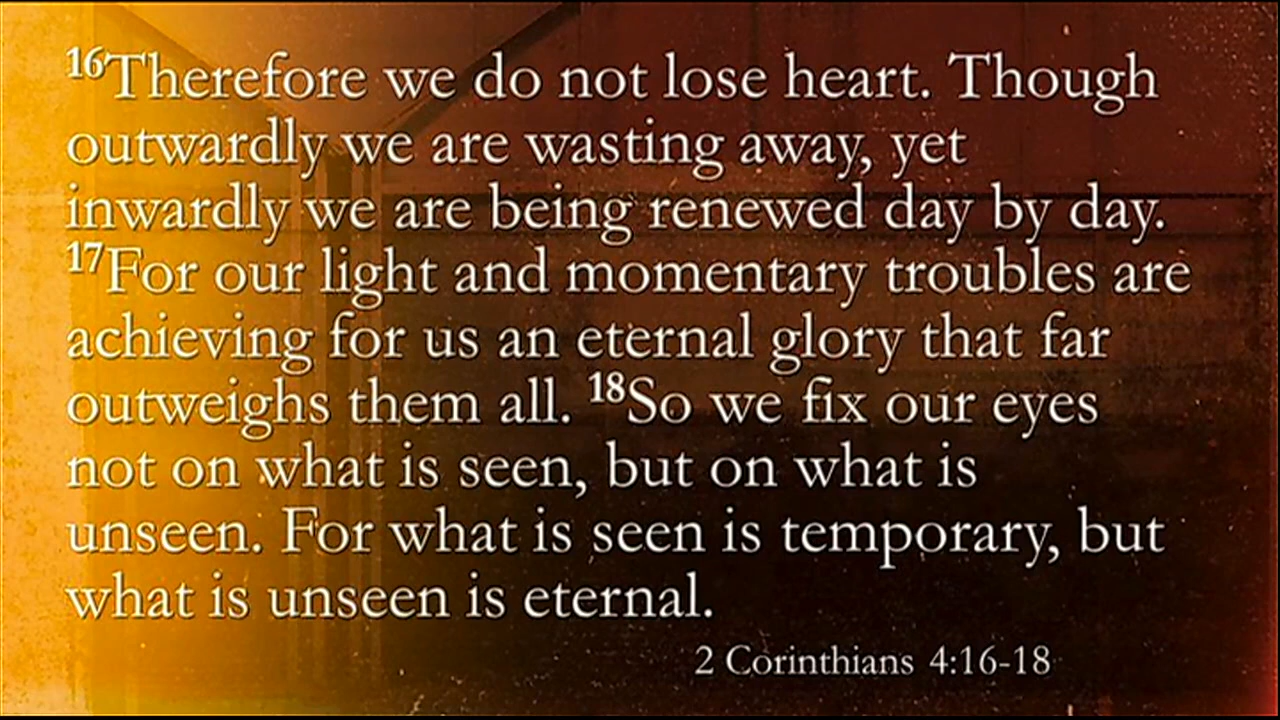 16Therefore we do not lose heart. Though
outwardly we are wasting away, yet
inwardly we are being renewed day by day.
17For our light and momentary troubles are
achieving for us an eternal glory that far
outweighs them all. 18So we fix our eyes
not on what is seen, but on what is
unseen. For what is seen is temporary, but
what is unseen is eternal.
2 Corinthians 4:16-18